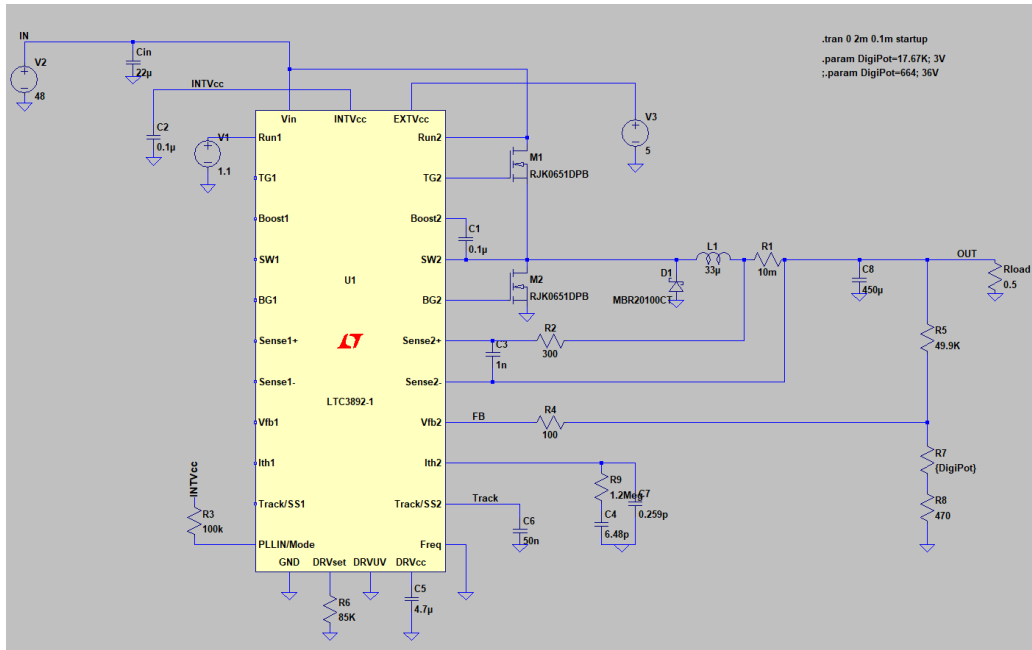 IN
.tran 0 2m 0.1m startup
Cin
22µ
V2
48
.param DigiPot=17.67K; 3V
;.param DigiPot=664; 36V
INTVcc
Vin
INTVcc
EXTVcc
V3
5
C2
0.1µ
V1
1.1
Run1
Run2
M1
RJK0651DPB
TG1
TG2
Boost1
Boost2
C1
0.1µ
SW1
SW2
L1
33µ
R1
10m
OUT
U1
D1
MBR20100CT
C8
450µ
Rload
0.5
M2
RJK0651DPB
BG1
BG2
Sense1+
Sense2+
C3
1n
R2
300
R5
49.9K
Sense1-
Sense2-
LTC3892-1
Vfb1
Vfb2
FB
R4
100
Ith1
Ith2
R7
{DigiPot}
R9
1.2Meg
C7
0.259p
INTVcc
Track/SS1
Track/SS2
Track
C4
6.48p
R8
470
R3
100k
C6
50n
PLLIN/Mode
Freq
GND
DRVset
DRVUV
DRVcc
R6
85K
C5
4.7µ